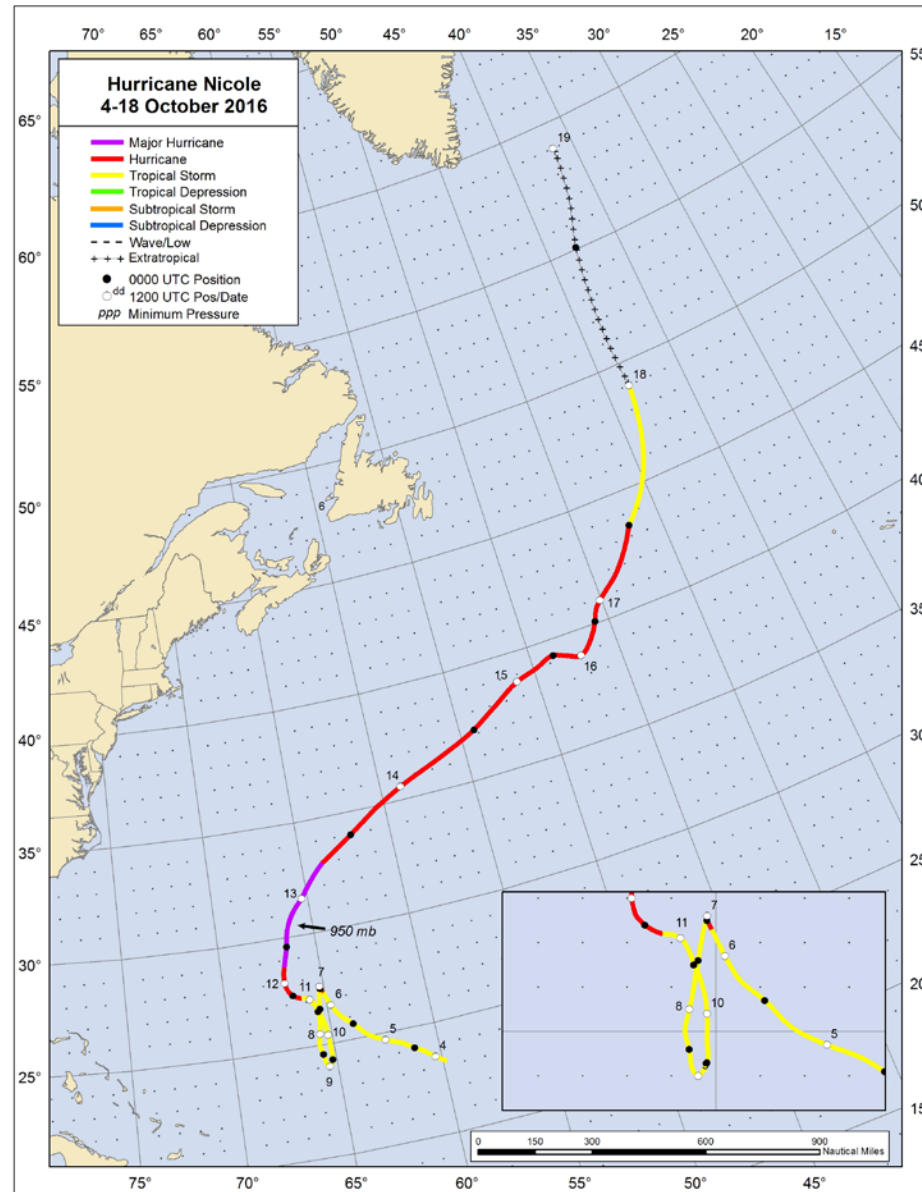 70° 65° 60° 55° 50° 45° 40° 35° 30° 25° 20° 15°
Hurricane Nicole
4-18 October 2016
Major Hurricane
Hurricane
Tropical Storm
Tropical Depression
Subtropical Storm
Subtropical Depression
Wave/Low
Extratropical
0000 UTC Position
dd 1200 UTC Pos/Date
ppp Minimum Pressure
65°
60°
55°
50°
45°
40°
35°
30°
25°
55
50
45°
40°
35°
30°
25°
20°
15
19
18
17
16
15
14
13
950 mb
12
11
7
6
5
4
8
10
9
6
7
11
6
8
10
5
9
0 150 300 600 900
Nautical Miles
75° 70° 65° 60° 55° 50° 45°